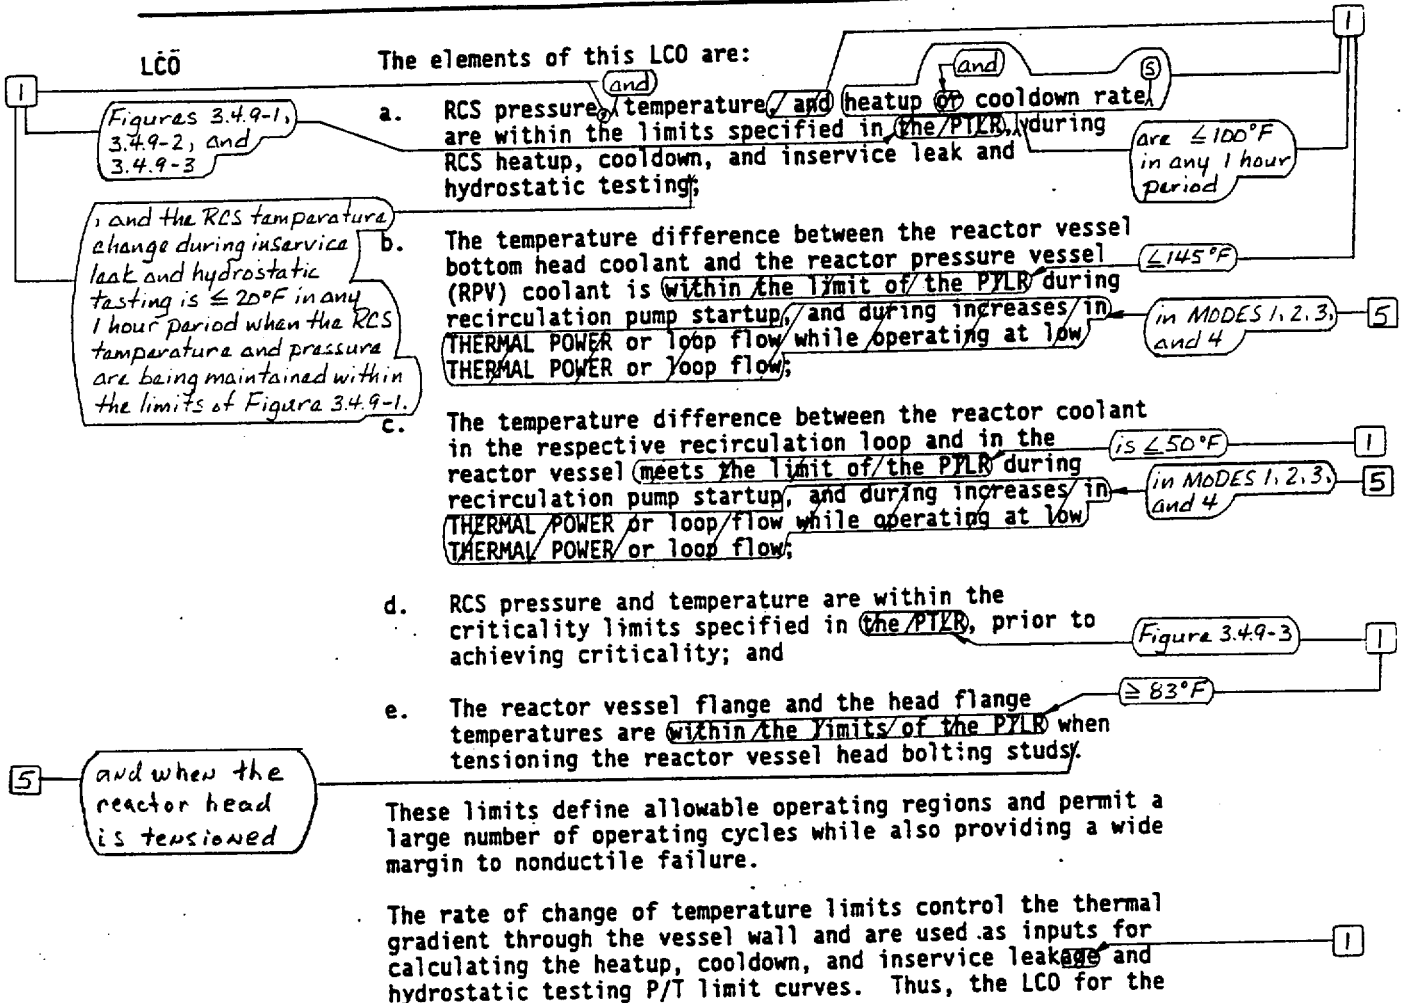 LCO
The elements of this LCO are:
1
1
and
and
S
Figures 3.4.9-1,
3.4.9-2, and
3.4.9-3
a. RCS pressure, temperature, and heatup or cooldown rate
are within the limits specified in the PTLR, during
RCS heatup, cooldown, and inservice leak and
hydrostatic testing;
are ≤100°F
in any 1 hour
period
, and the RCS temperature
change during inservice
leak and hydrostatic
testing is ≤ 20°F in any
1 hour period when the RCS
temperature and pressure
are being maintained within
the limits of Figure 3.4.9-1.
b. The temperature difference between the reactor vessel
bottom head coolant and the reactor pressure vessel
(RPV) coolant is within the limit of the PTLR during
recirculation pump startup, and during increases in
THERMAL POWER or loop flow while operating at low
THERMAL POWER or loop flow;
≤145°F
in MODES 1, 2, 3,
and 4
5
c. The temperature difference between the reactor coolant
in the respective recirculation loop and in the
reactor vessel meets the limit of the PTLR during
recirculation pump startup, and during increases in
THERMAL POWER or loop flow while operating at low
THERMAL POWER or loop flow;
is ≤50°F
1
in MODES 1, 2, 3,
and 4
5
d. RCS pressure and temperature are within the
criticality limits specified in the PTLR, prior to
achieving criticality; and
Figure 3.4.9-3
1
e. The reactor vessel flange and the head flange
temperatures are within the limits of the PTLR when
tensioning the reactor vessel head bolting studs.
≥ 83°F
5
and when the
reactor head
is tensioned
These limits define allowable operating regions and permit a
large number of operating cycles while also providing a wide
margin to nonductile failure.
The rate of change of temperature limits control the thermal
gradient through the vessel wall and are used as inputs for
calculating the heatup, cooldown, and inservice leakage and
hydrostatic testing P/T limit curves. Thus, the LCO for the
1